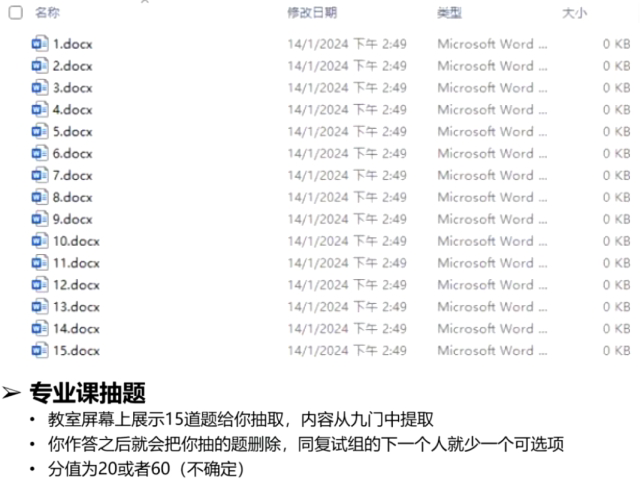 名称 修改日期 类型 大小
1.docx 14/1/2024 下午 2:49 Microsoft Word ... 0 KB
2.docx 14/1/2024 下午 2:49 Microsoft Word ... 0 KB
3.docx 14/1/2024 下午 2:49 Microsoft Word ... 0 KB
4.docx 14/1/2024 下午 2:49 Microsoft Word ... 0 KB
5.docx 14/1/2024 下午 2:49 Microsoft Word ... 0 KB
6.docx 14/1/2024 下午 2:49 Microsoft Word ... 0 KB
7.docx 14/1/2024 下午 2:49 Microsoft Word ... 0 KB
8.docx 14/1/2024 下午 2:49 Microsoft Word ... 0 KB
9.docx 14/1/2024 下午 2:49 Microsoft Word ... 0 KB
10.docx 14/1/2024 下午 2:49 Microsoft Word ... 0 KB
11.docx 14/1/2024 下午 2:49 Microsoft Word ... 0 KB
12.docx 14/1/2024 下午 2:49 Microsoft Word ... 0 KB
13.docx 14/1/2024 下午 2:49 Microsoft Word ... 0 KB
14.docx 14/1/2024 下午 2:49 Microsoft Word ... 0 KB
15.docx 14/1/2024 下午 2:49 Microsoft Word ... 0 KB
➢ 专业课抽题
• 教室屏幕上展示15道题给你抽取，内容从九门中提取
• 你作答之后就会把你抽的题删除，同复试组的下一个人就少一个可选项
• 分值为20或者60（不确定）